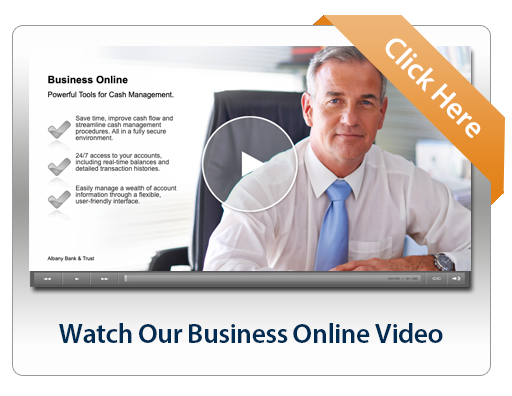 Click Here
Business Online
Powerful Tools for Cash Management.
Save time, improve cash flow and
streamline cash management
procedures. All in a fully secure
environment.
24/7 access to your accounts,
including real-time balances and
detailed transaction histories.
Easily manage a wealth of account
information through a flexible,
user-friendly interface.
Albany Bank & Trust
Watch Our Business Online Video